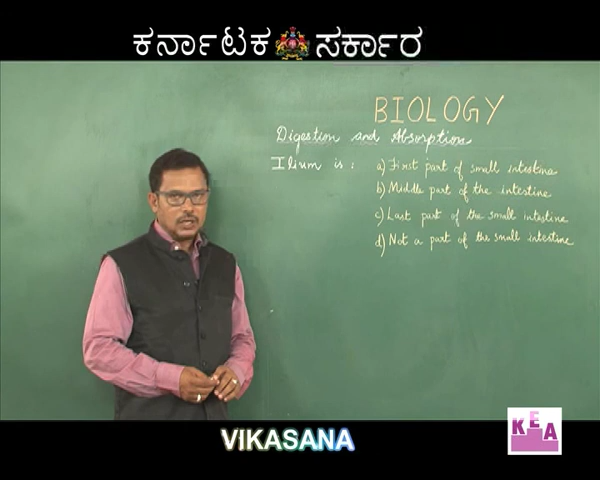 ಕರ್ನಾಟಕ ಸರ್ಕಾರ
BIOLOGY
Digestion and Absorption
Ilium is : a) First part of small intestine
b) Middle part of the intestine
c) Last part of the small intestine
d) Not a part of the small intestine
KEA
VIKASANA